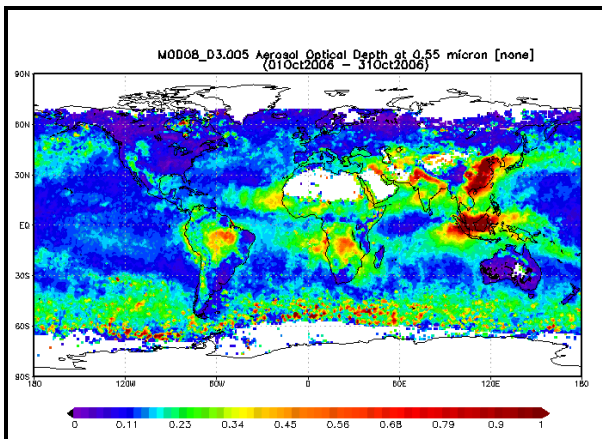 MOD08_D3.005 Aerosol Optical Depth at 0.55 micron [none]
(01Oct2006 - 31Oct2006)
90N
60N
30N
EQ
30S
60S
90S
180 120W 60W 0 60E 120E 180
0 0.11 0.23 0.34 0.45 0.56 0.68 0.79 0.9 1